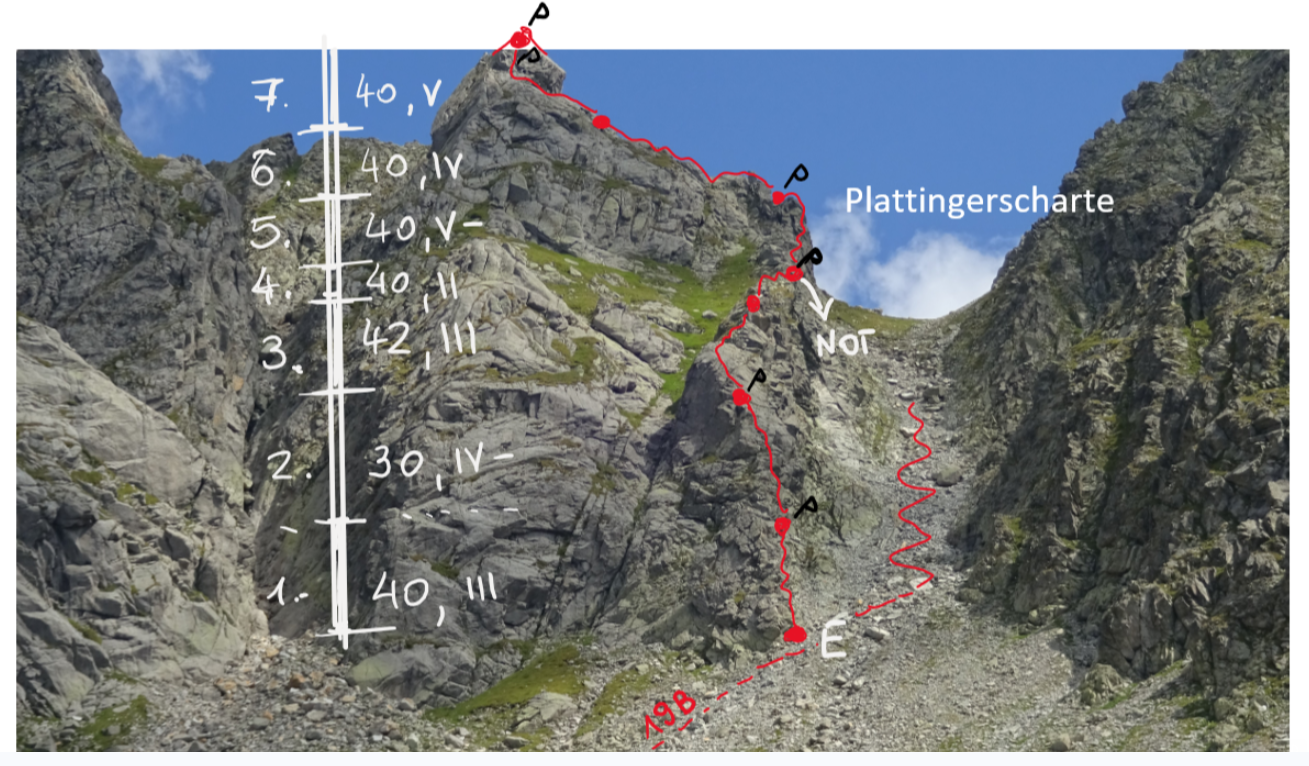 P
P
7. 40, V
6. 40, IV
P
Plattingerscharte
5. 40, V-
P
4. 40, II
NOT
3. 42, III
P
2. 30, IV-
P
1. 40, III
E
19B